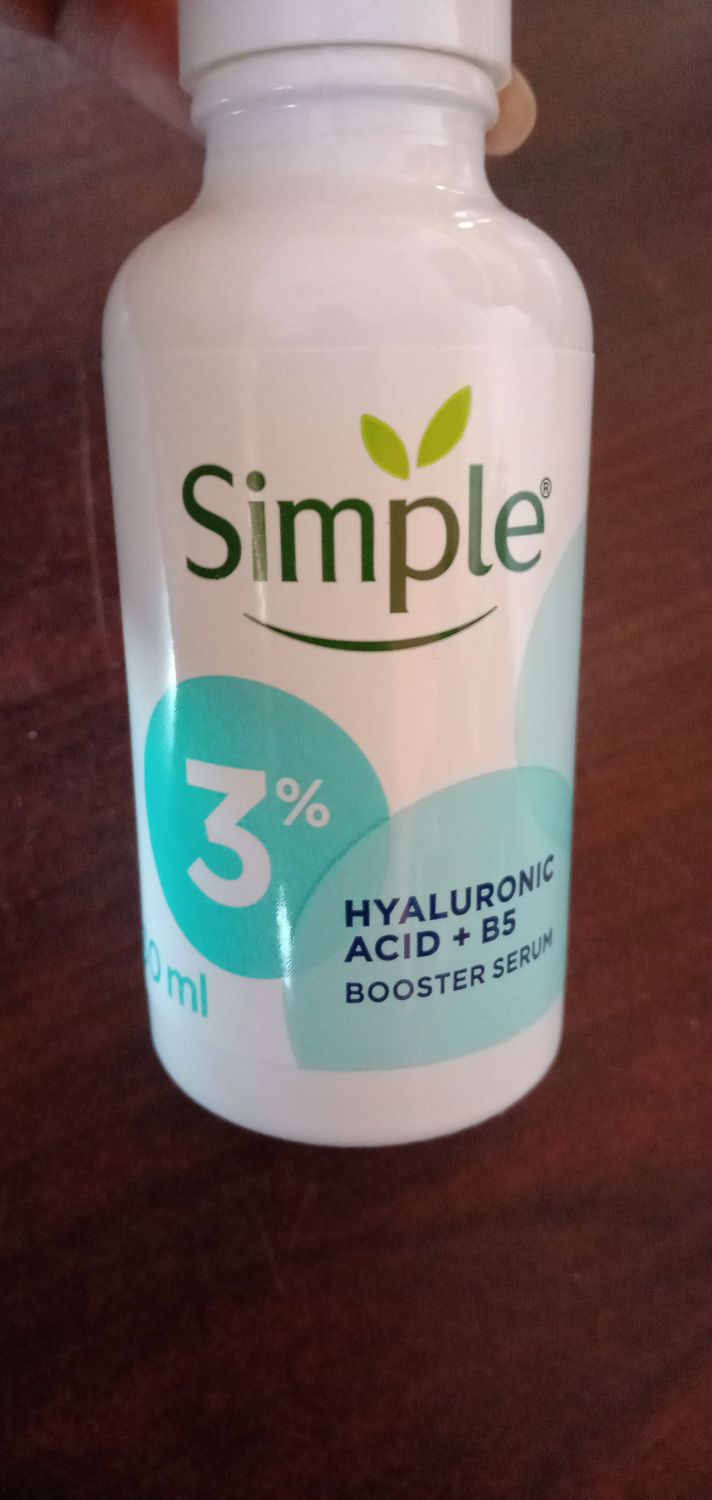 Simple®
3%
HYALURONIC
ACID + B5
BOOSTER SERUM
ml